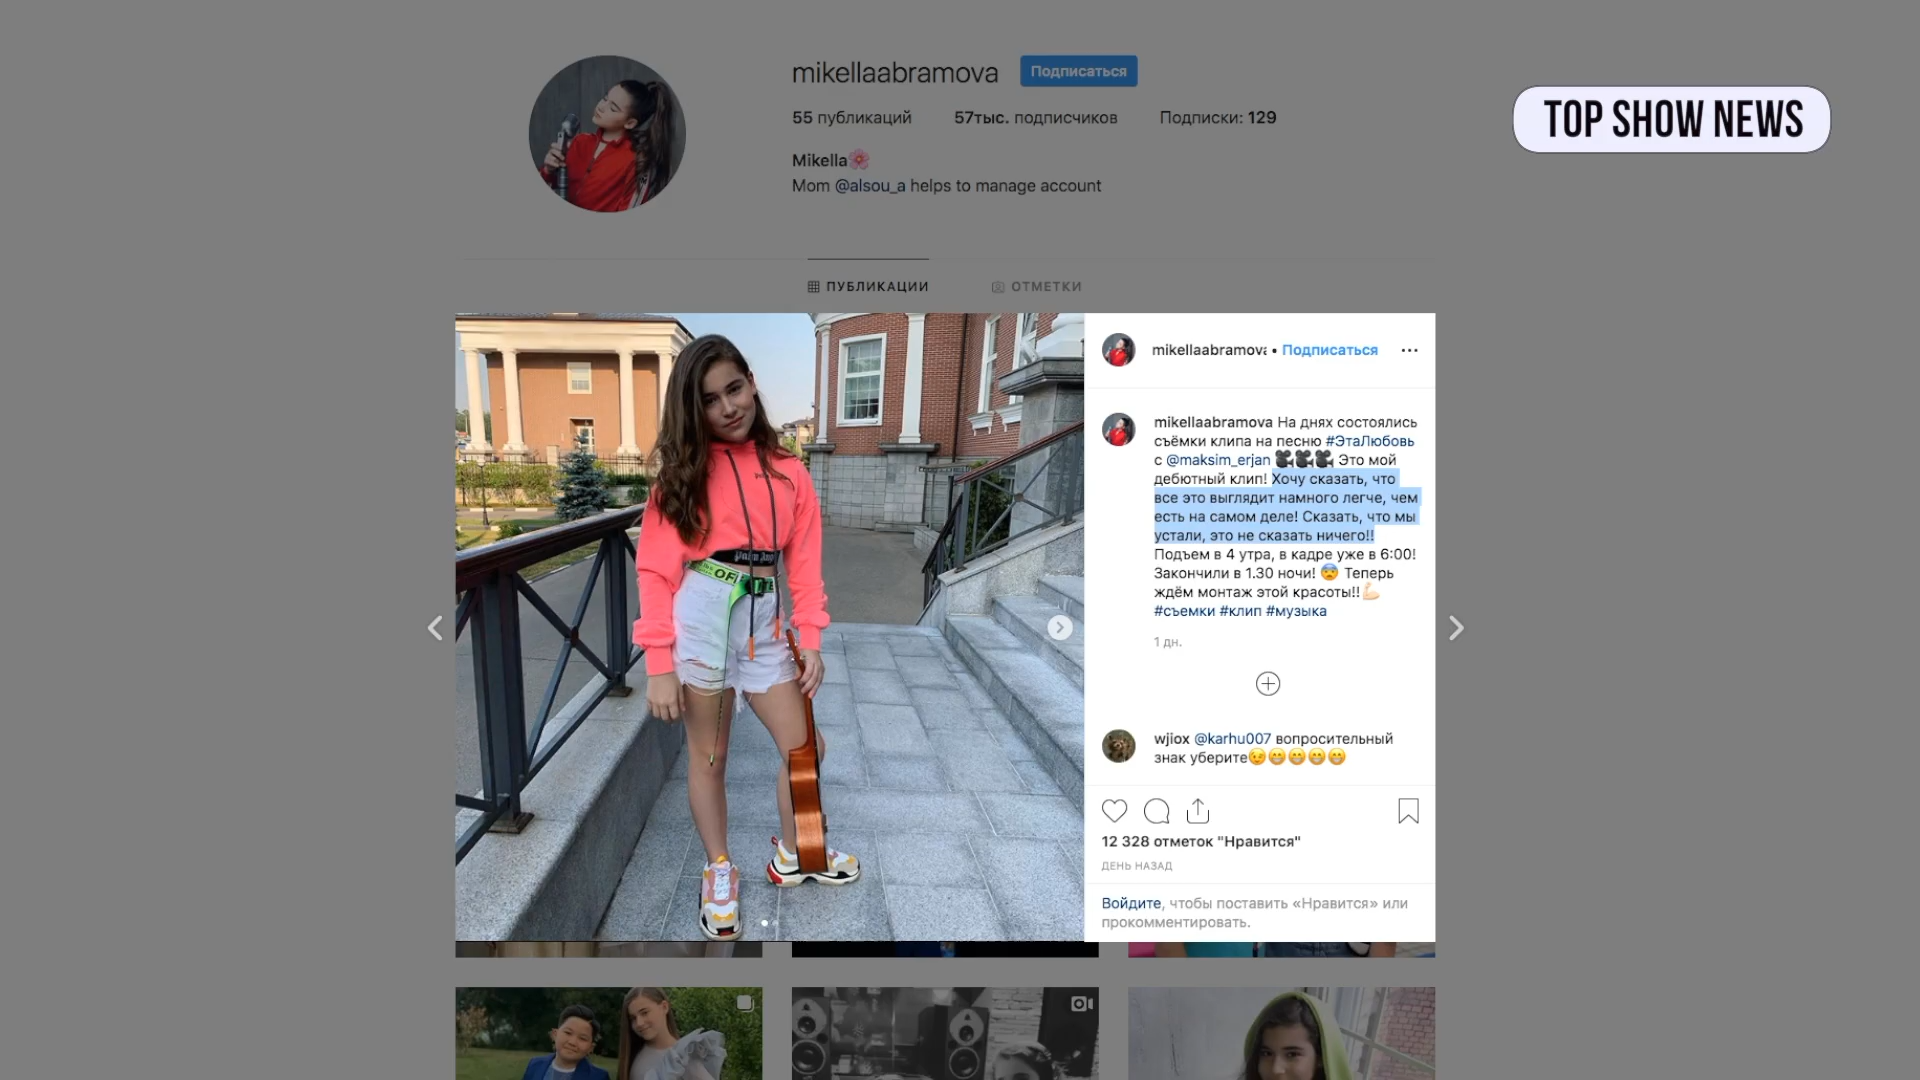 mikellaabramova Подписаться
55 публикаций 57тыс. подписчиков Подписки: 129
Mikella
Mom @alsou_a helps to manage account
TOP SHOW NEWS
ПУБЛИКАЦИИ ОТМЕТКИ
mikellaabramova • Подписаться
mikellaabramova На днях состоялись
съёмки клипа на песню #ЭтаЛюбовь
с @maksim_erjan 🎥🎥🎥 Это мой
дебютный клип! Хочу сказать, что
все это выглядит намного легче, чем
есть на самом деле! Сказать, что мы
устали, это не сказать ничего!!
Подъем в 4 утра, в кадре уже в 6:00!
Закончили в 1.30 ночи! 😨 Теперь
ждём монтаж этой красоты!!💪🏻
#съемки #клип #музыка
1 дн.
wjiox @karhu007 вопросительный
знак уберите😉😁😁😁😁
12 328 отметок "Нравится"
ДЕНЬ НАЗАД
Войдите, чтобы поставить «Нравится» или
прокомментировать.